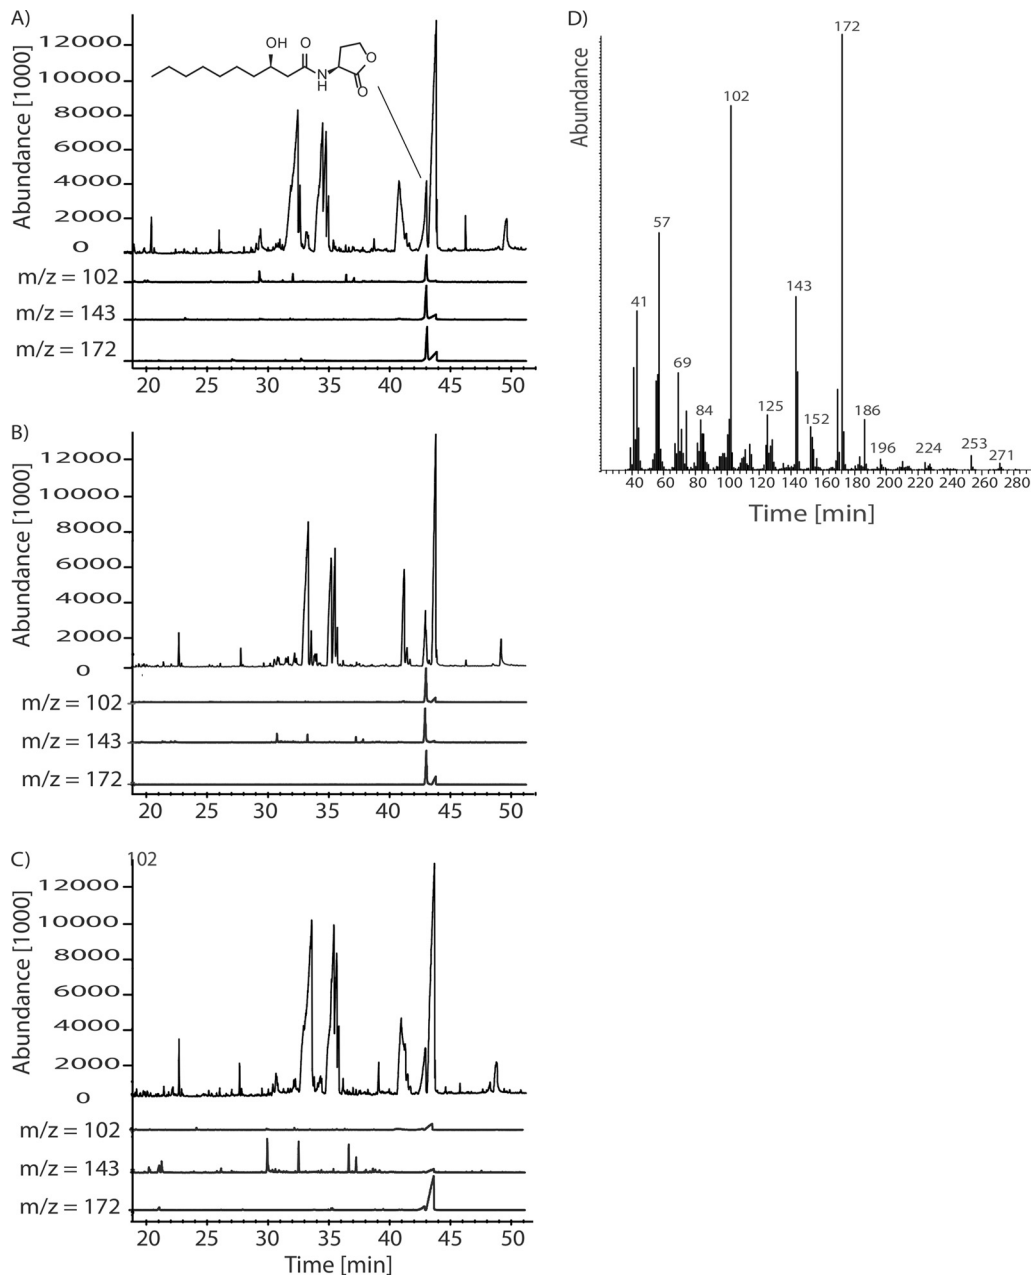 A)
Abundance [1000]
12000
10000
8000
6000
4000
2000
0
OH
O
O
N
H
O
m/z = 102
m/z = 143
m/z = 172
20 25 30 35 40 45 50
B)
Abundance [1000]
12000
10000
8000
6000
4000
2000
0
m/z = 102
m/z = 143
m/z = 172
20 25 30 35 40 45 50
C)
102
Abundance [1000]
12000
10000
8000
6000
4000
2000
0
m/z = 102
m/z = 143
m/z = 172
20 25 30 35 40 45 50
Time [min]
D)
Abundance
172
102
57
143
41
69
84
125
152
186
196
224
253
271
40 60 80 100 120 140 160 180 200 220 240 260 280
Time [min]